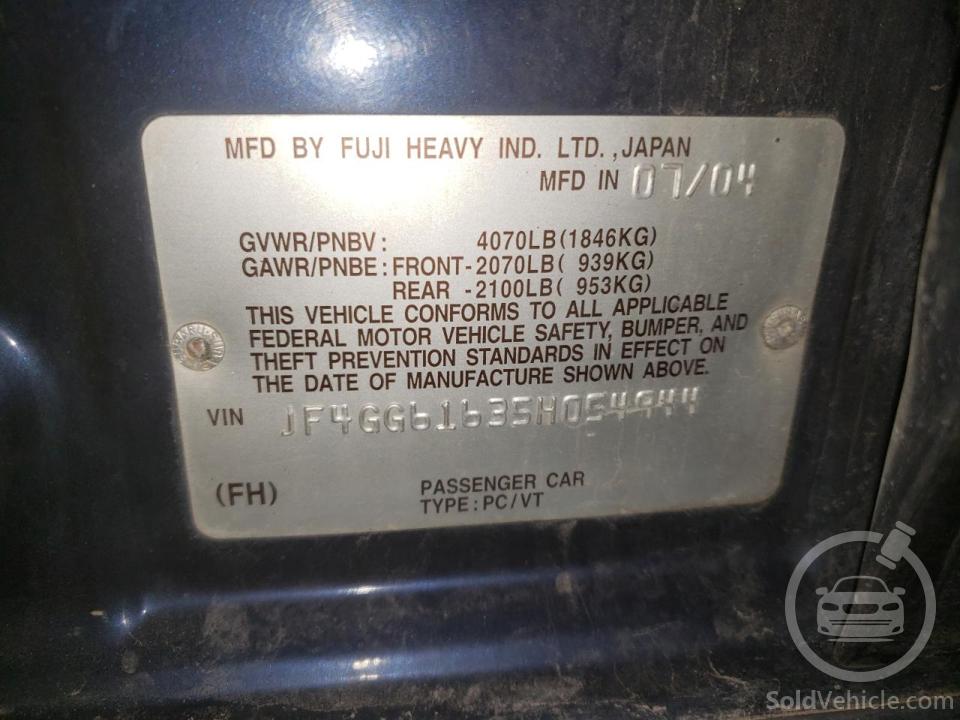 MFD BY FUJI HEAVY IND. LTD., JAPAN
MFD IN 07/04
GVWR/PNBV: 4070LB(1846KG)
GAWR/PNBE: FRONT-2070LB( 939KG)
REAR -2100LB( 953KG)
THIS VEHICLE CONFORMS TO ALL APPLICABLE
FEDERAL MOTOR VEHICLE SAFETY, BUMPER, AND
THEFT PREVENTION STANDARDS IN EFFECT ON
THE DATE OF MANUFACTURE SHOWN ABOVE.
VIN JF4GG61635H054944
(FH)
PASSENGER CAR
TYPE: PC/VT
SoldVehicle.com